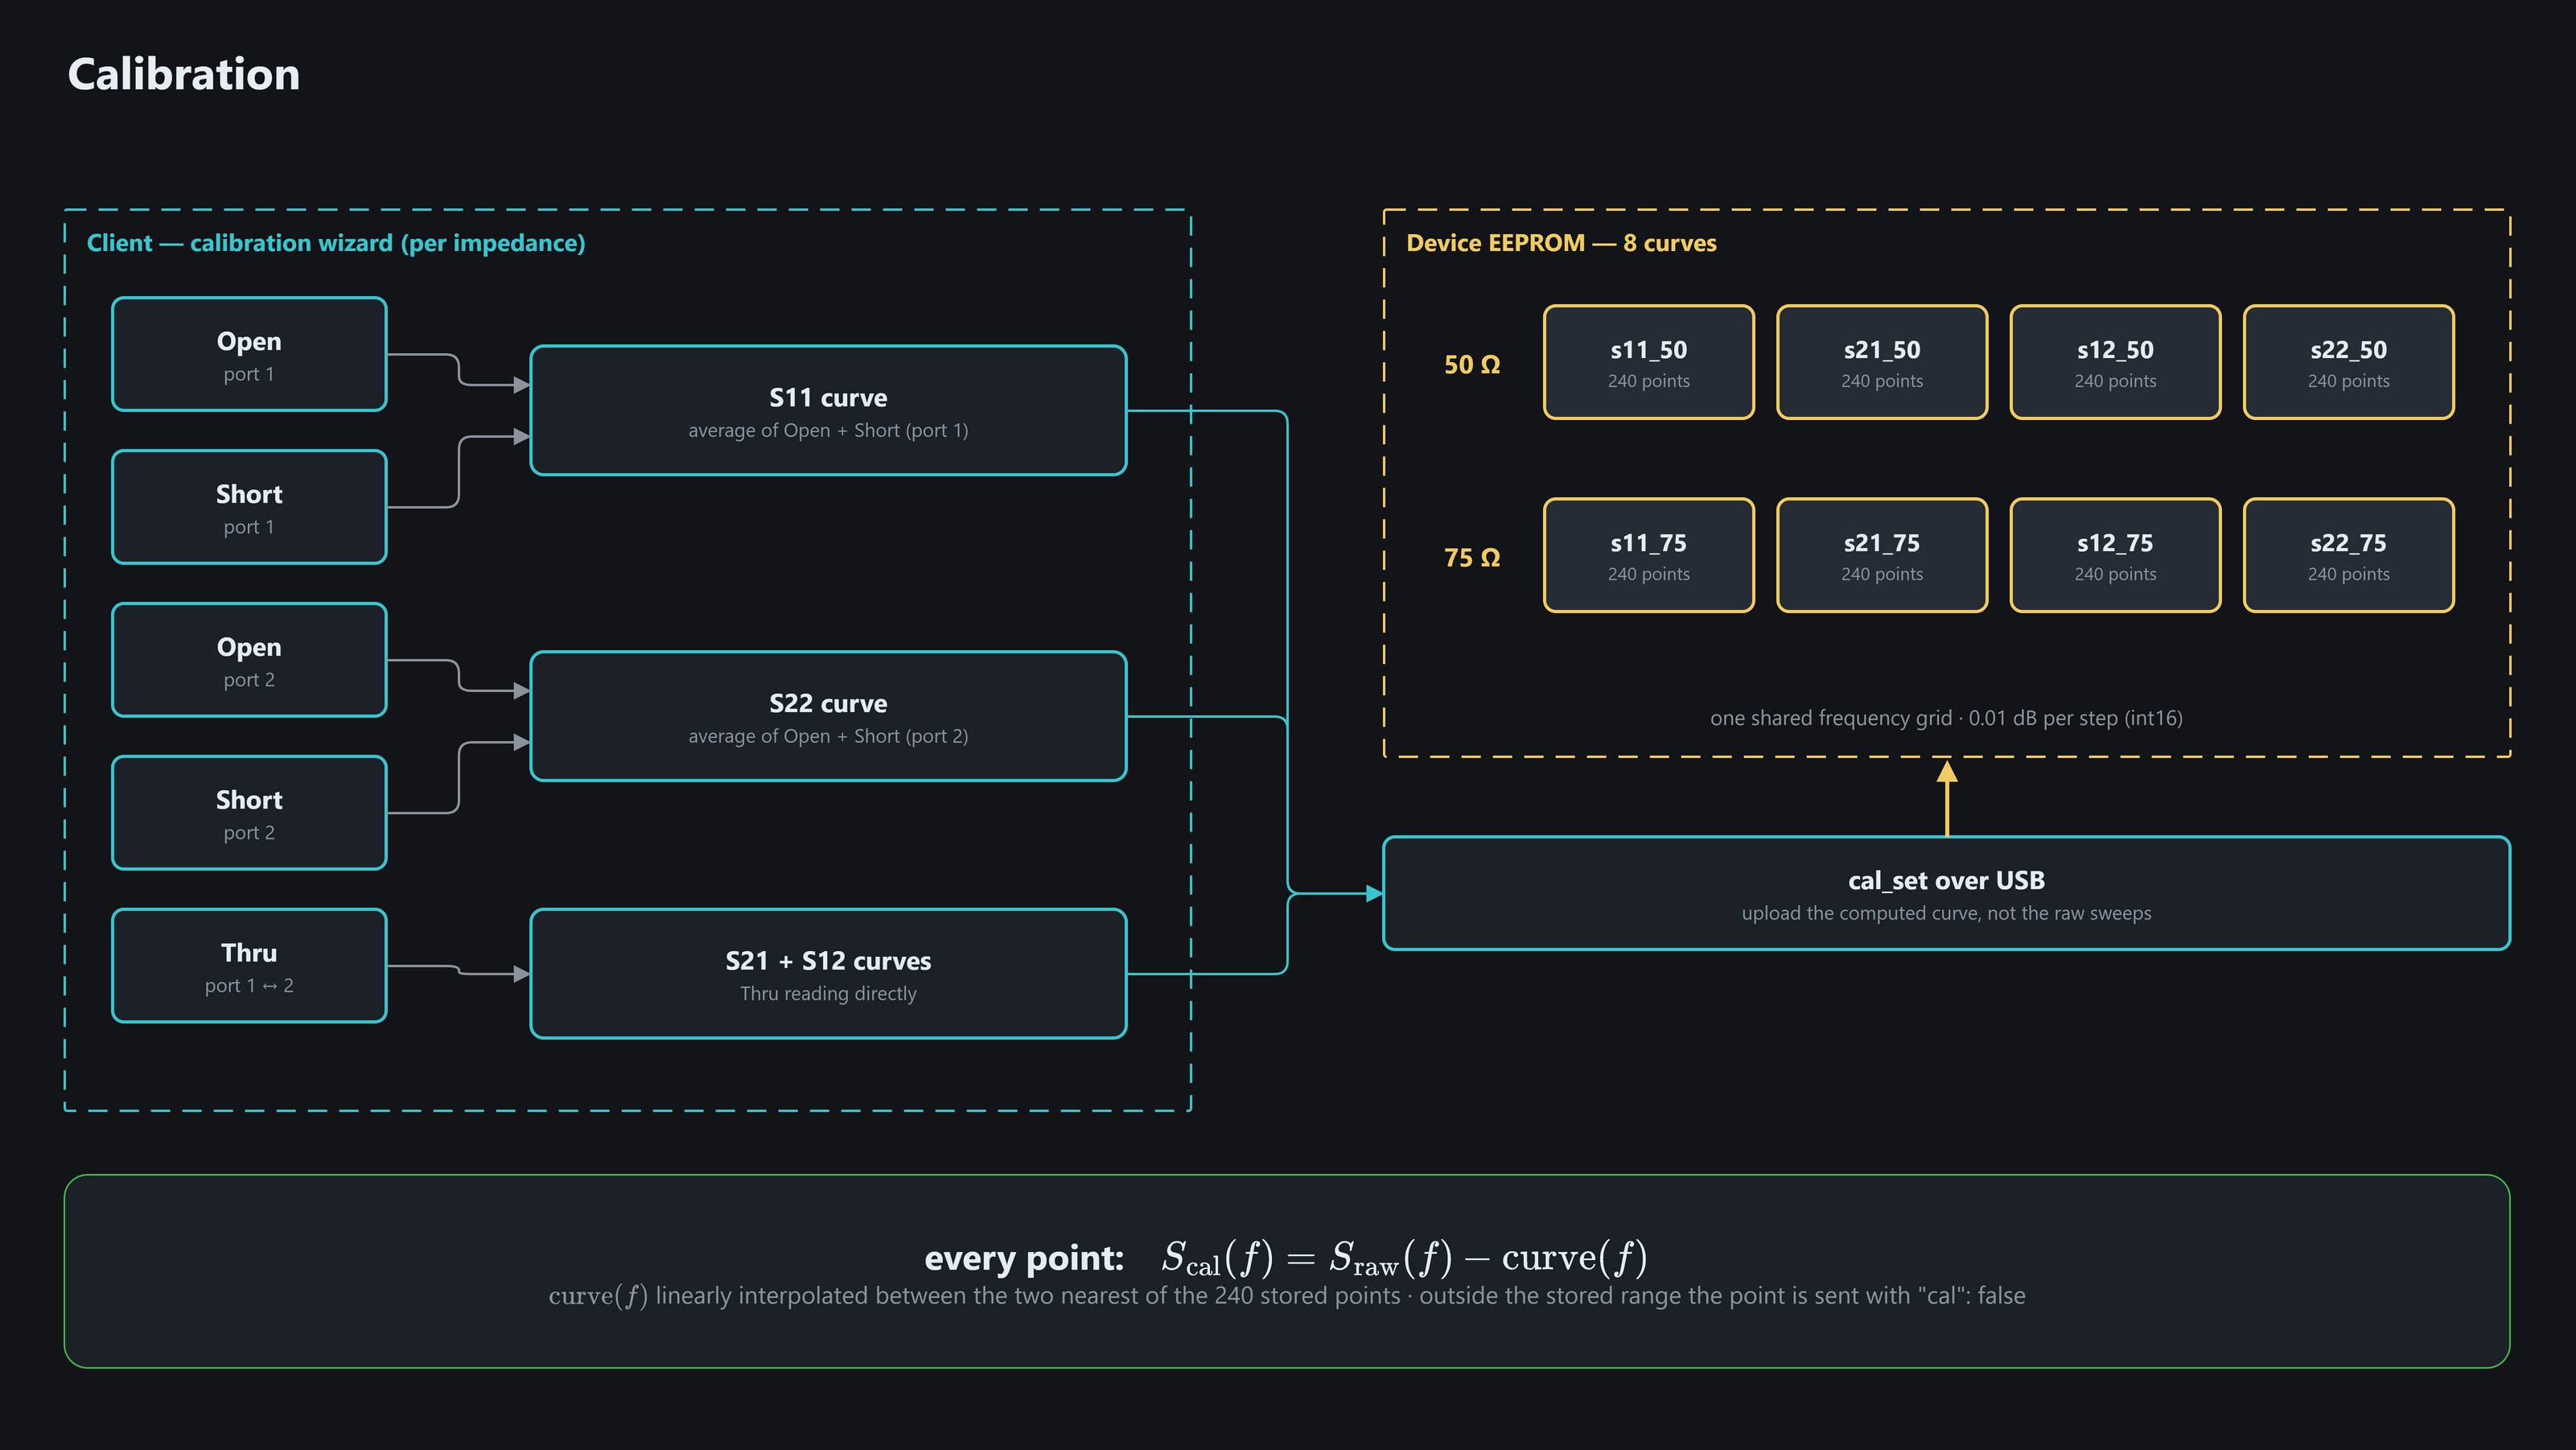 Calibration
Client — calibration wizard (per impedance)
Open
port 1
Short
port 1
Open
port 2
Short
port 2
Thru
port 1 ↔ 2
S11 curve
average of Open + Short (port 1)
S22 curve
average of Open + Short (port 2)
S21 + S12 curves
Thru reading directly
Device EEPROM — 8 curves
50 Ω
s11_50
240 points
s21_50
240 points
s12_50
240 points
s22_50
240 points
75 Ω
s11_75
240 points
s21_75
240 points
s12_75
240 points
s22_75
240 points
one shared frequency grid · 0.01 dB per step (int16)
cal_set over USB
upload the computed curve, not the raw sweeps
every point: S_cal(f) = S_raw(f) − curve(f)
curve(f) linearly interpolated between the two nearest of the 240 stored points · outside the stored range the point is sent with "cal": false